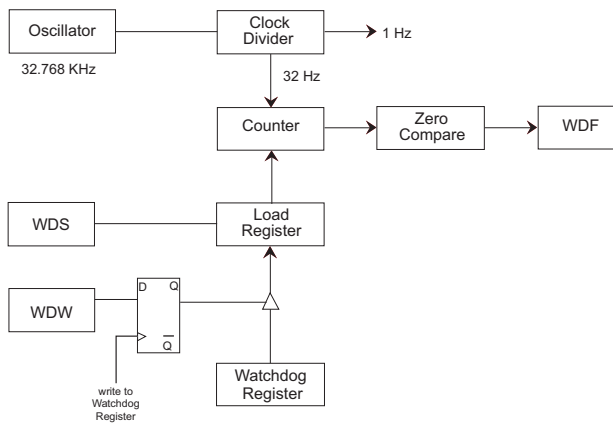 Oscillator
Clock
Divider
1 Hz
32.768 KHz
32 Hz
Counter
Zero
Compare
WDF
WDS
Load
Register
WDW
D Q
Q
Watchdog
Register
write to
Watchdog
Register